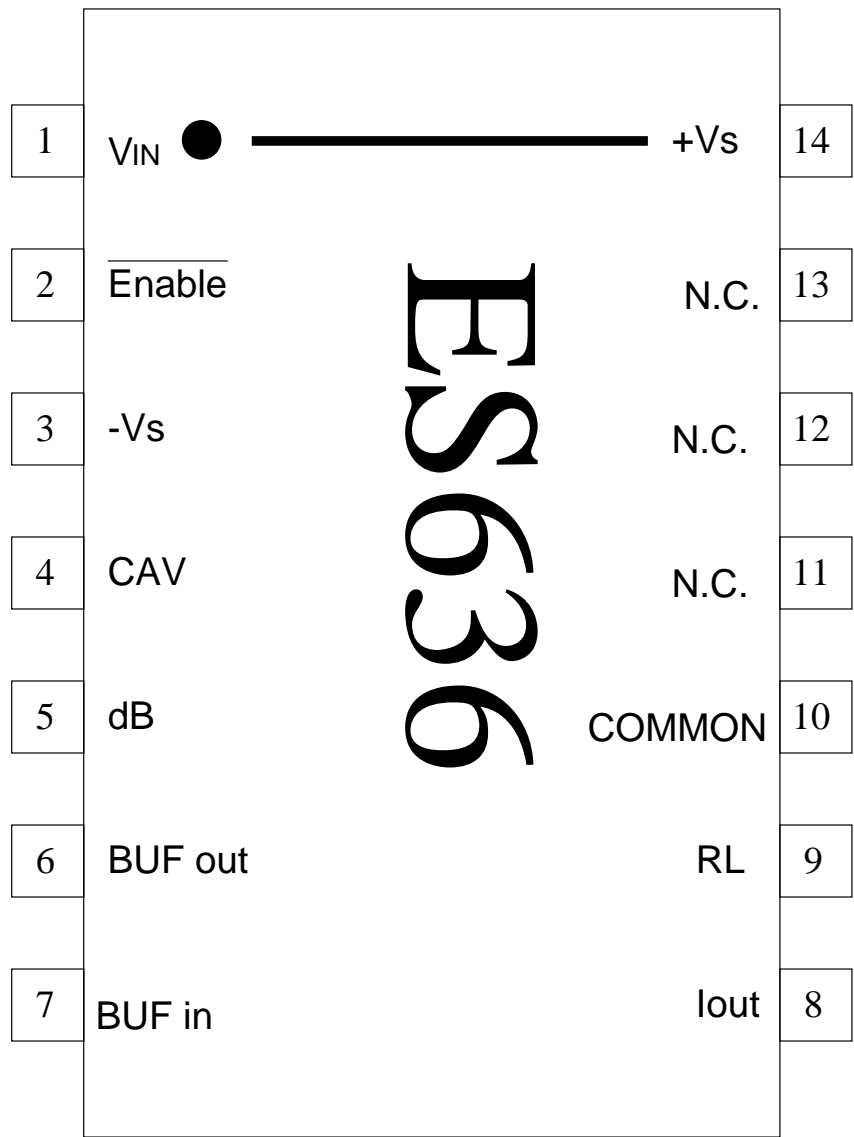 1 VIN +Vs 14
2 Enable N.C. 13
3 -Vs N.C. 12
4 CAV N.C. 11
5 dB COMMON 10
6 BUF out RL 9
7 BUF in Iout 8
ES636